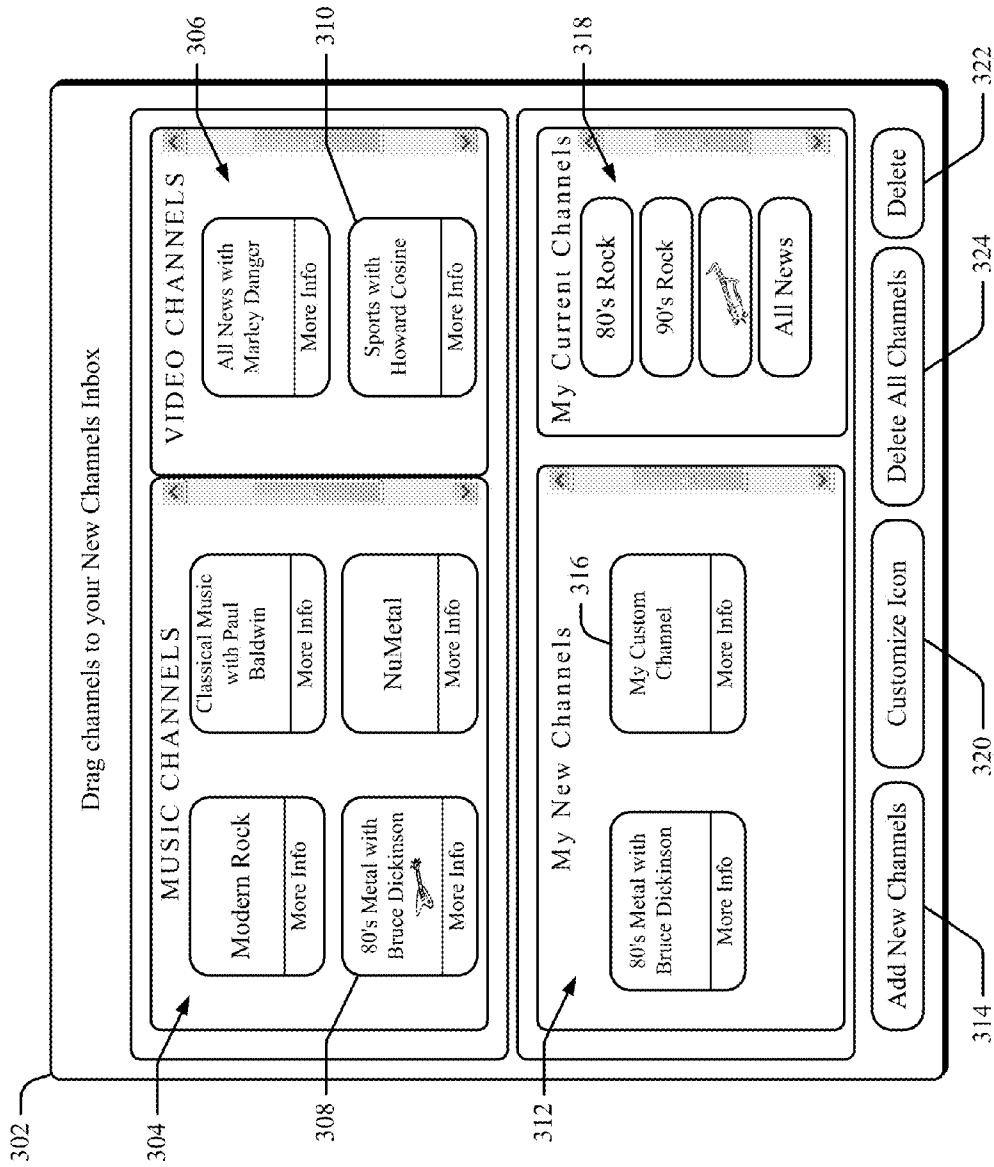 302
Drag channels to your New Channels Inbox
304
MUSIC CHANNELS
Modern Rock
More Info
Classical Music
with Paul
Baldwin
More Info
308
80's Metal with
Bruce Dickinson
More Info
NuMetal
More Info
VIDEO CHANNELS
306
All News with
Marley Danger
More Info
310
Sports with
Howard Cosine
More Info
312
My New Channels
80's Metal with
Bruce Dickinson
More Info
316
My Custom
Channel
More Info
My Current Channels
318
80's Rock
90's Rock
All News
Add New Channels
Customize Icon
Delete All Channels
Delete
314
320
324
322